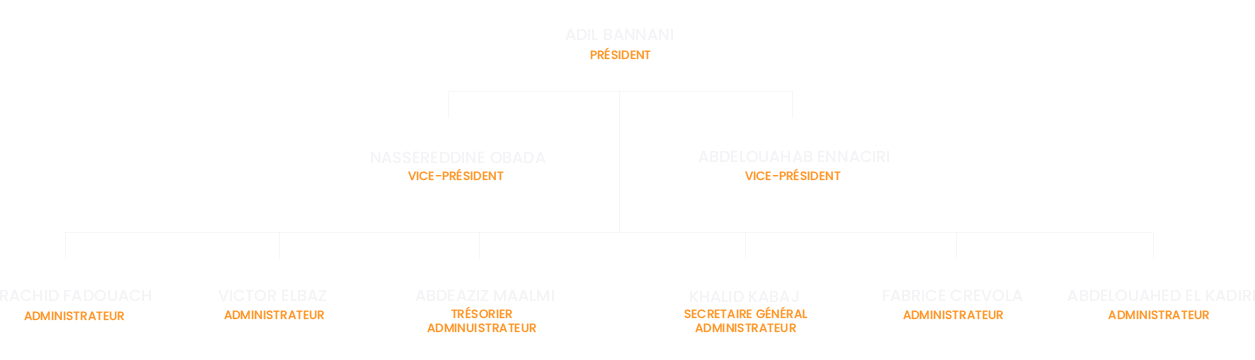 ADIL BANNANI
PRÉSIDENT
NASSEREDDINE OBADA
VICE-PRÉSIDENT
ABDELOUAHAB ENNACIRI
VICE-PRÉSIDENT
RACHID FADOUACH
ADMINISTRATEUR
VICTOR ELBAZ
ADMINISTRATEUR
ABDEAZIZ MAALMI
TRÉSORIER
ADMINUISTRATEUR
KHALID KABAJ
SECRETAIRE GÉNÉRAL
ADMINISTRATEUR
FABRICE CREVOLA
ADMINISTRATEUR
ABDELOUAHED EL KADIRI
ADMINISTRATEUR